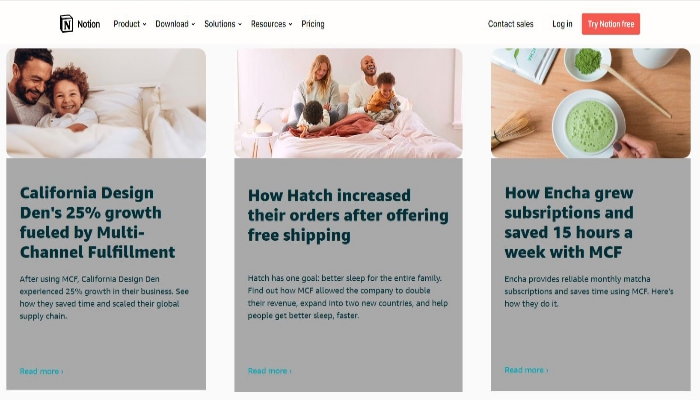 Notion
Product
Download
Solutions
Resources
Pricing
Contact sales
Log in
Try Notion free
California Design
Den's 25% growth
fueled by Multi-
Channel Fulfillment
After using MCF, California Design Den
experienced 25% growth in their business. See
how they saved time and scaled their global
supply chain.
Read more ›
How Hatch increased
their orders after offering
free shipping
Hatch has one goal: better sleep for the entire family.
Find out how MCF allowed the company to double
their revenue, expand into two new countries, and help
people get better sleep, faster.
Read more ›
How Encha grew
subsriptions and
saved 15 hours a
week with MCF
Encha provides reliable monthly matcha
subscriptions and saves time using MCF. Here's
how they do it.
Read more ›